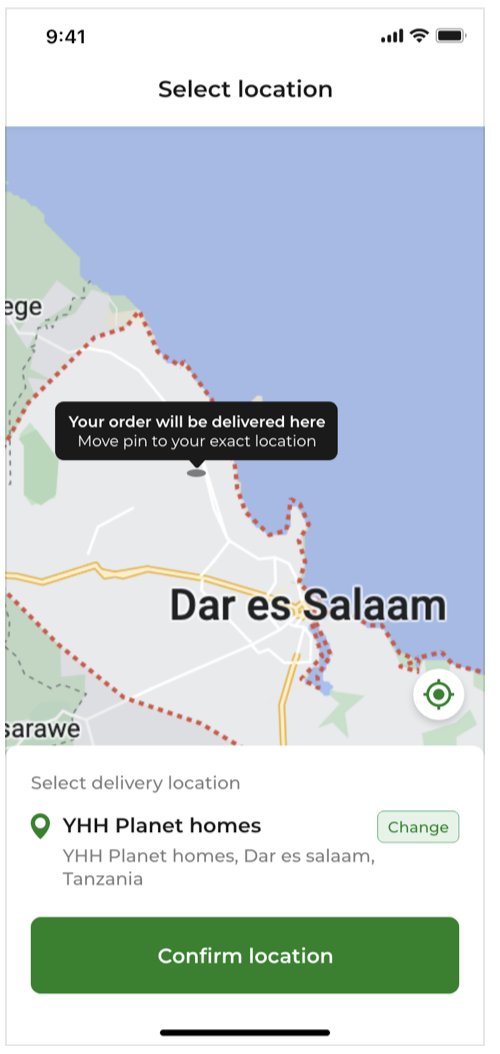 9:41
Select location
ege
Your order will be delivered here
Move pin to your exact location
Dar es Salaam
sarawe
Select delivery location
YHH Planet homes
Change
YHH Planet homes, Dar es salaam,
Tanzania
Confirm location